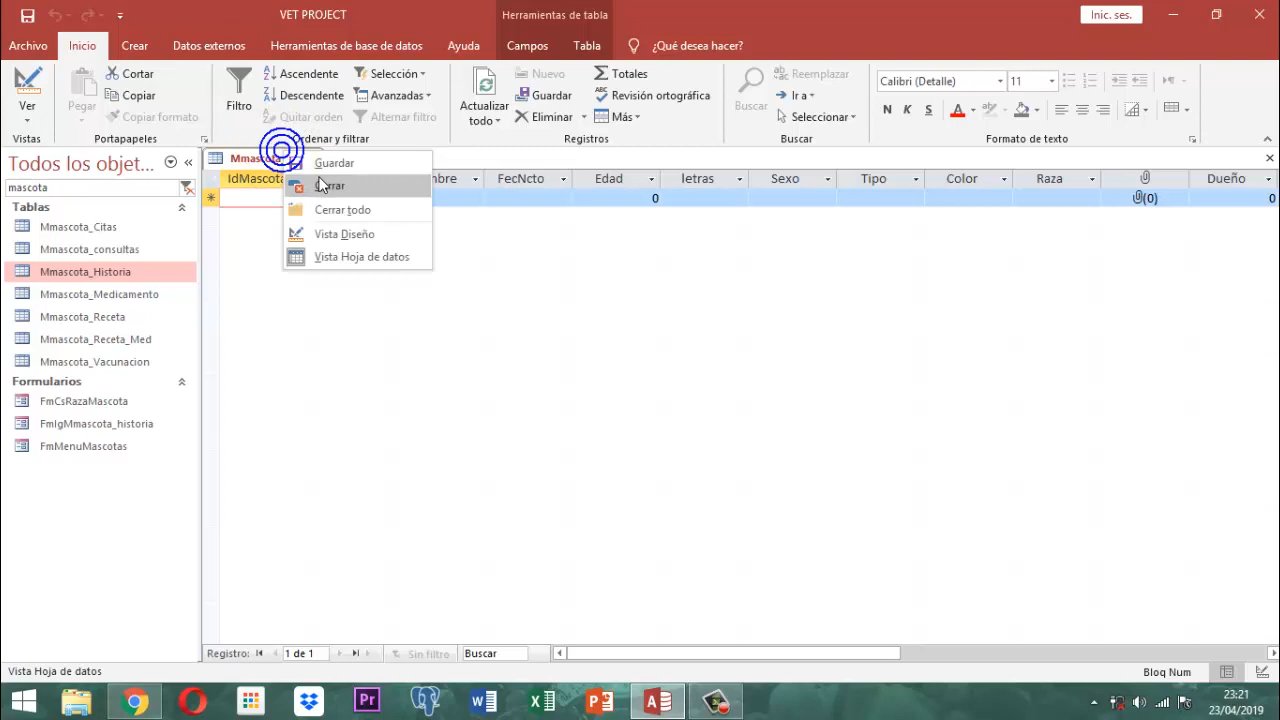 VET PROJECT
Herramientas de tabla
Inic. ses.
Archivo
Inicio
Crear
Datos externos
Herramientas de base de datos
Ayuda
Campos
Tabla
¿Qué desea hacer?
Ver
Vistas
Pegar
Cortar
Copiar
Copiar formato
Portapapeles
Filtro
Ascendente
Descendente
Quitar orden
Selección
Avanzadas
Alternar filtro
Ordenar y filtrar
Actualizar
todo
Nuevo
Guardar
Eliminar
Totales
Revisión ortográfica
Más
Registros
Buscar
Reemplazar
Ir a
Seleccionar
Buscar
Calibri (Detalle)
11
N K S
A
Formato de texto
Todos los objet...
mascota
Tablas
Mmascota_Citas
Mmascota_consultas
Mmascota_Historia
Mmascota_Medicamento
Mmascota_Receta
Mmascota_Receta_Med
Mmascota_Vacunacion
Formularios
FmCsRazaMascota
FmIgMmascota_historia
FmMenuMascotas
Guardar
Cerrar todo
Vista Diseño
Vista Hoja de datos
FecNcto
Edad
letras
Sexo
Tipo
Color
Raza
Dueño
0
(0)
0
Registro:
1 de 1
Sin filtro
Buscar
Vista Hoja de datos
Bloq Num
Pr
23:21
23/04/2019